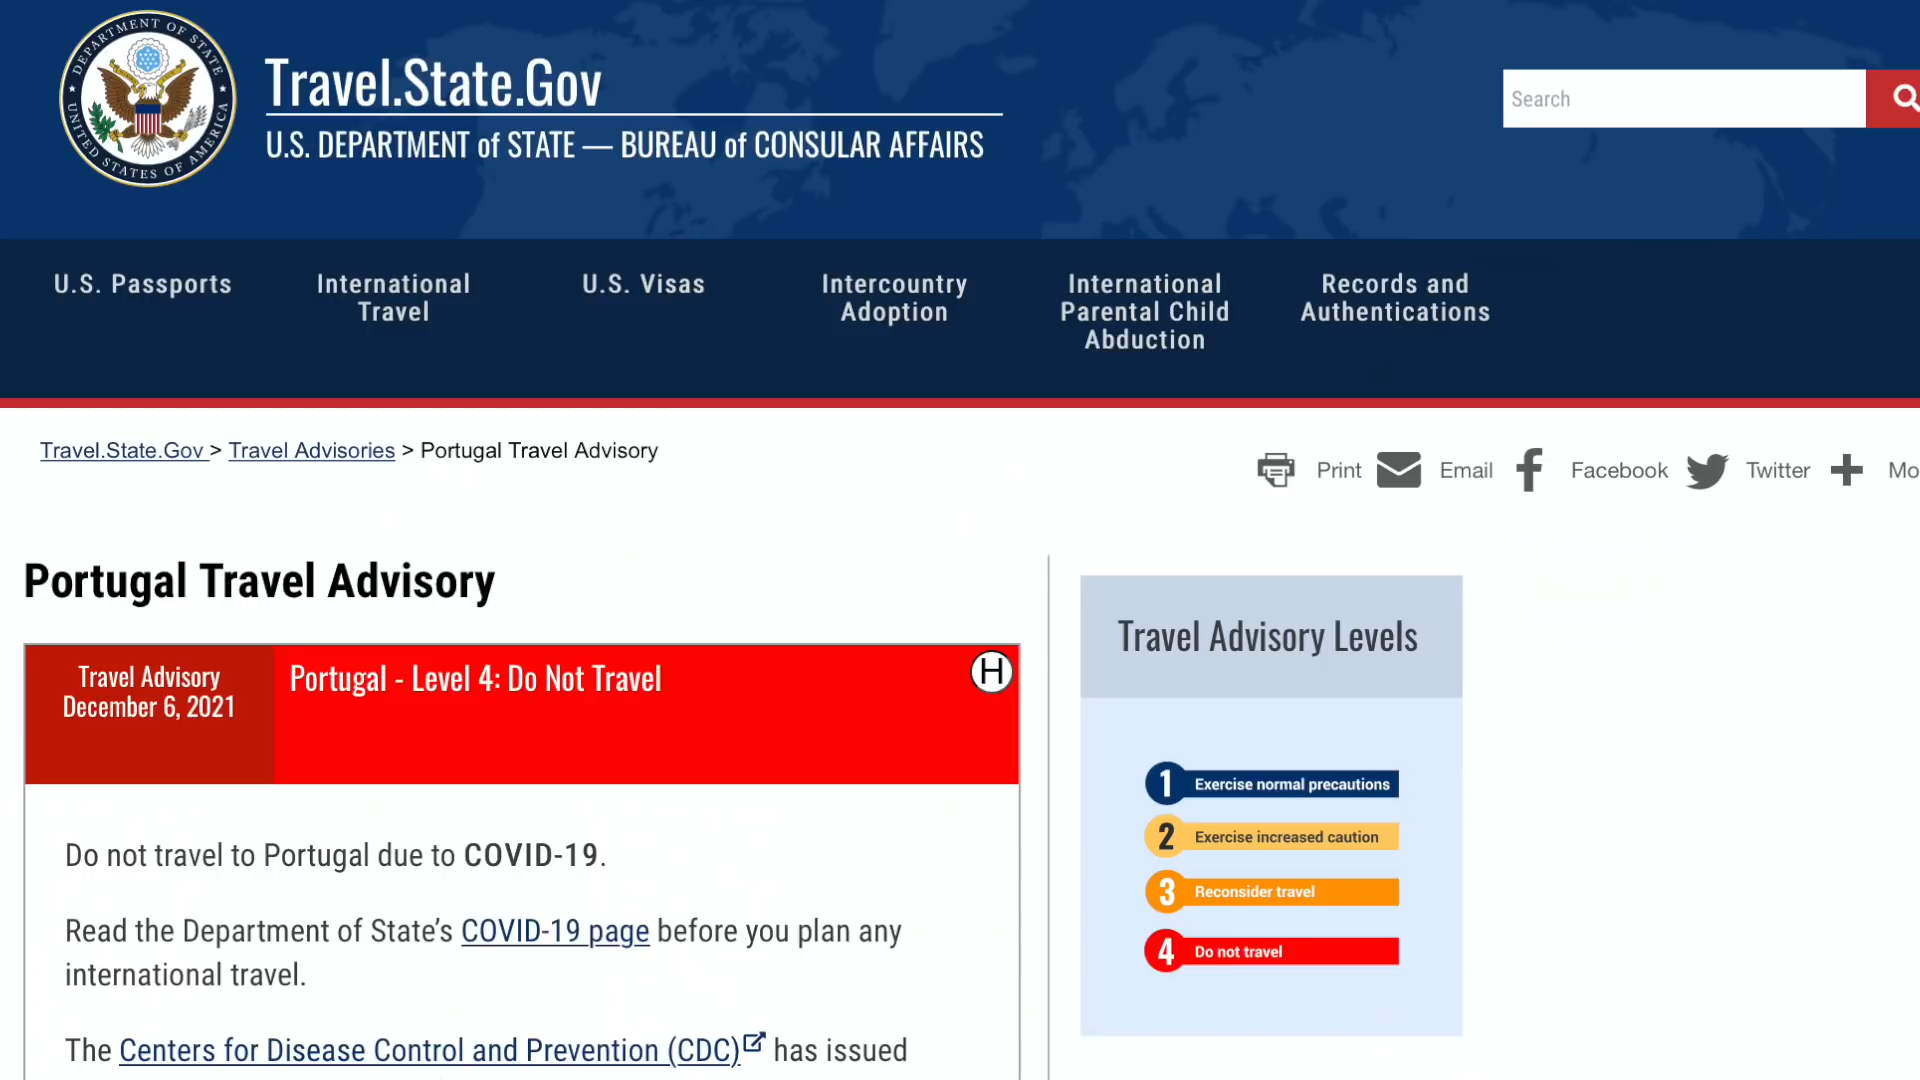 DEPARTMENT OF STATE
UNITED STATES OF AMERICA
Travel.State.Gov
U.S. DEPARTMENT of STATE — BUREAU of CONSULAR AFFAIRS
Search
U.S. Passports
International
Travel
U.S. Visas
Intercountry
Adoption
International
Parental Child
Abduction
Records and
Authentications
Travel.State.Gov > Travel Advisories > Portugal Travel Advisory
Print Email Facebook Twitter Mo
Portugal Travel Advisory
Travel Advisory
December 6, 2021
Portugal - Level 4: Do Not Travel
H
Do not travel to Portugal due to COVID-19.
Read the Department of State’s COVID-19 page before you plan any
international travel.
The Centers for Disease Control and Prevention (CDC) has issued
Travel Advisory Levels
1 Exercise normal precautions
2 Exercise increased caution
3 Reconsider travel
4 Do not travel